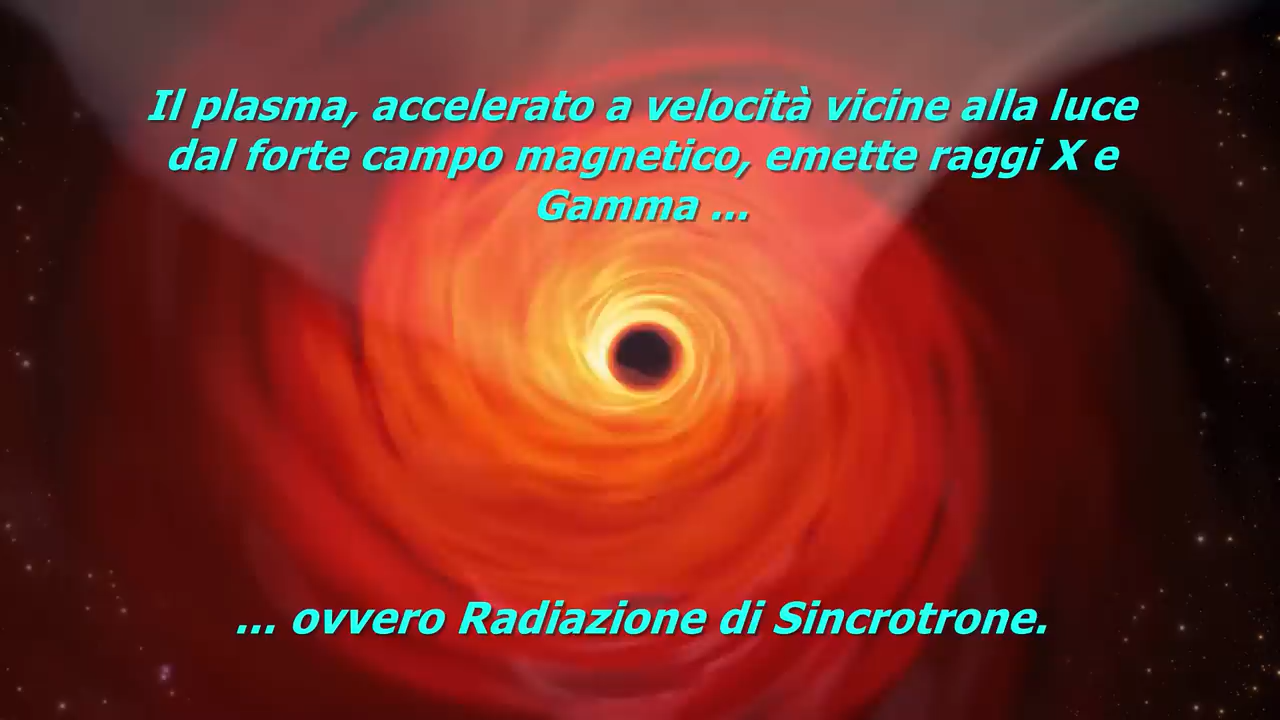 Il plasma, accelerato a velocità vicine alla luce
dal forte campo magnetico, emette raggi X e
Gamma ...
... ovvero Radiazione di Sincrotrone.